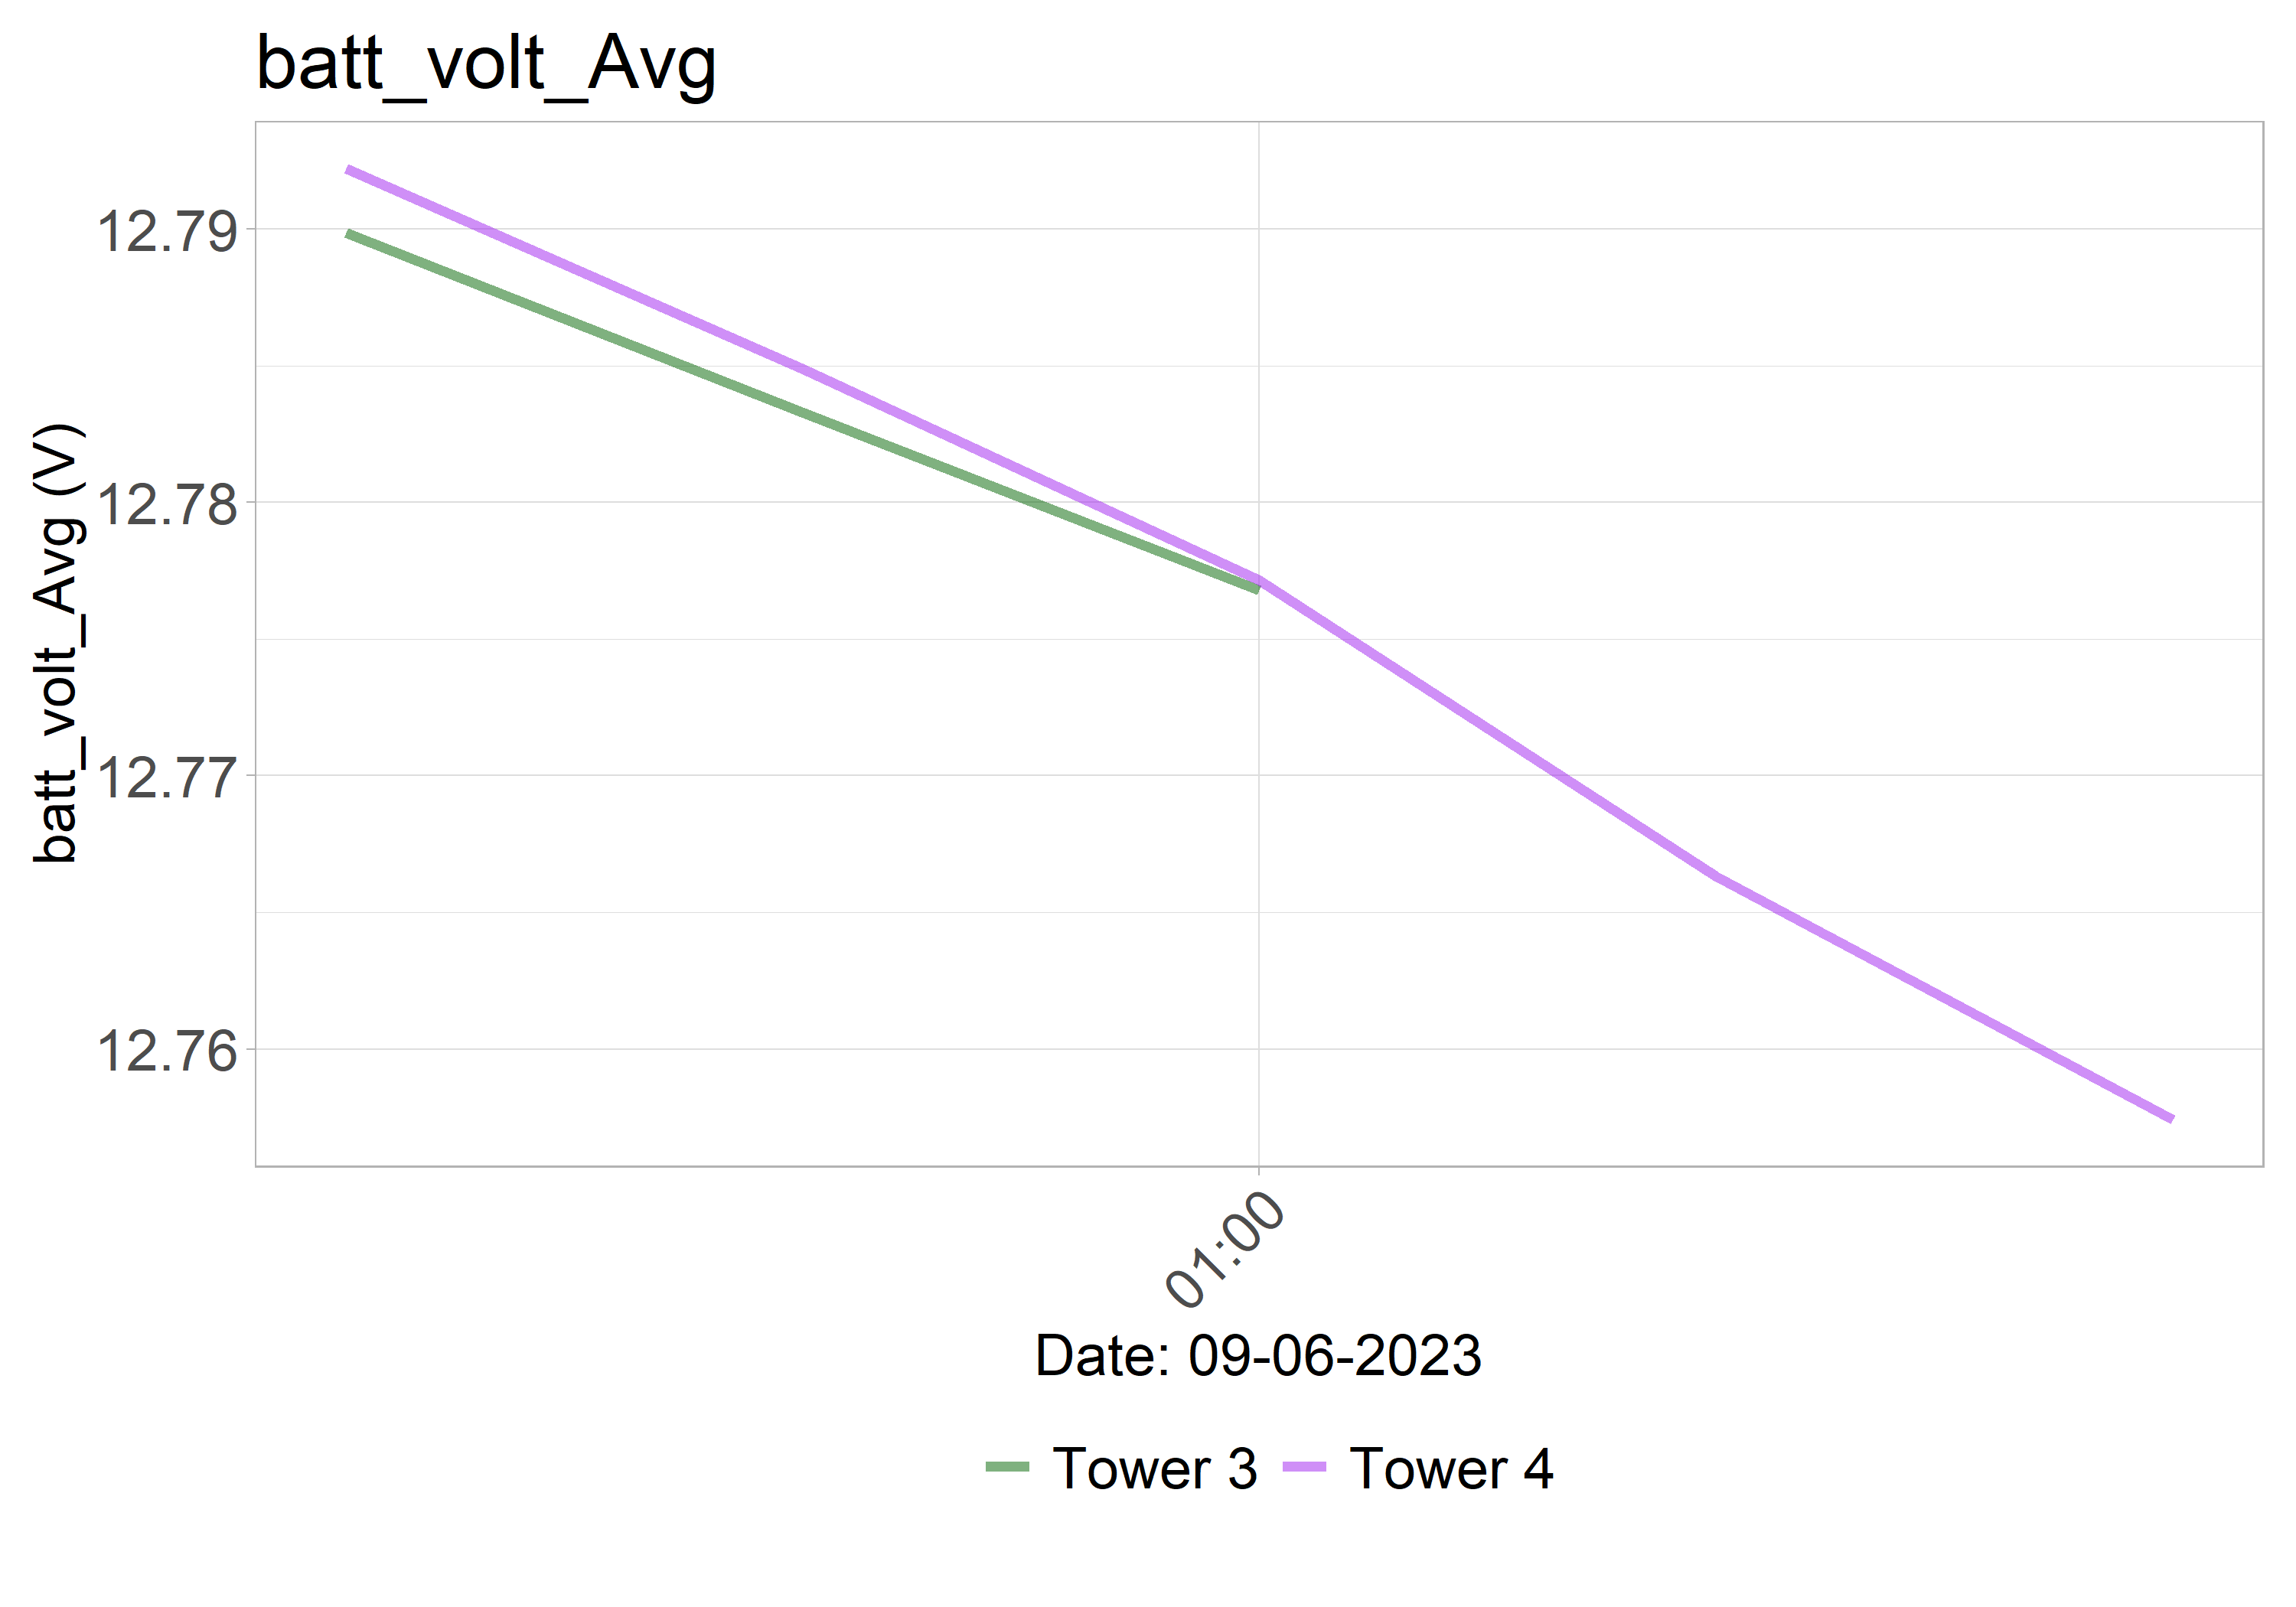 batt_volt_Avg
batt_volt_Avg (V)
12.79
12.78
12.77
12.76
01:00
Date: 09-06-2023
Tower 3 Tower 4